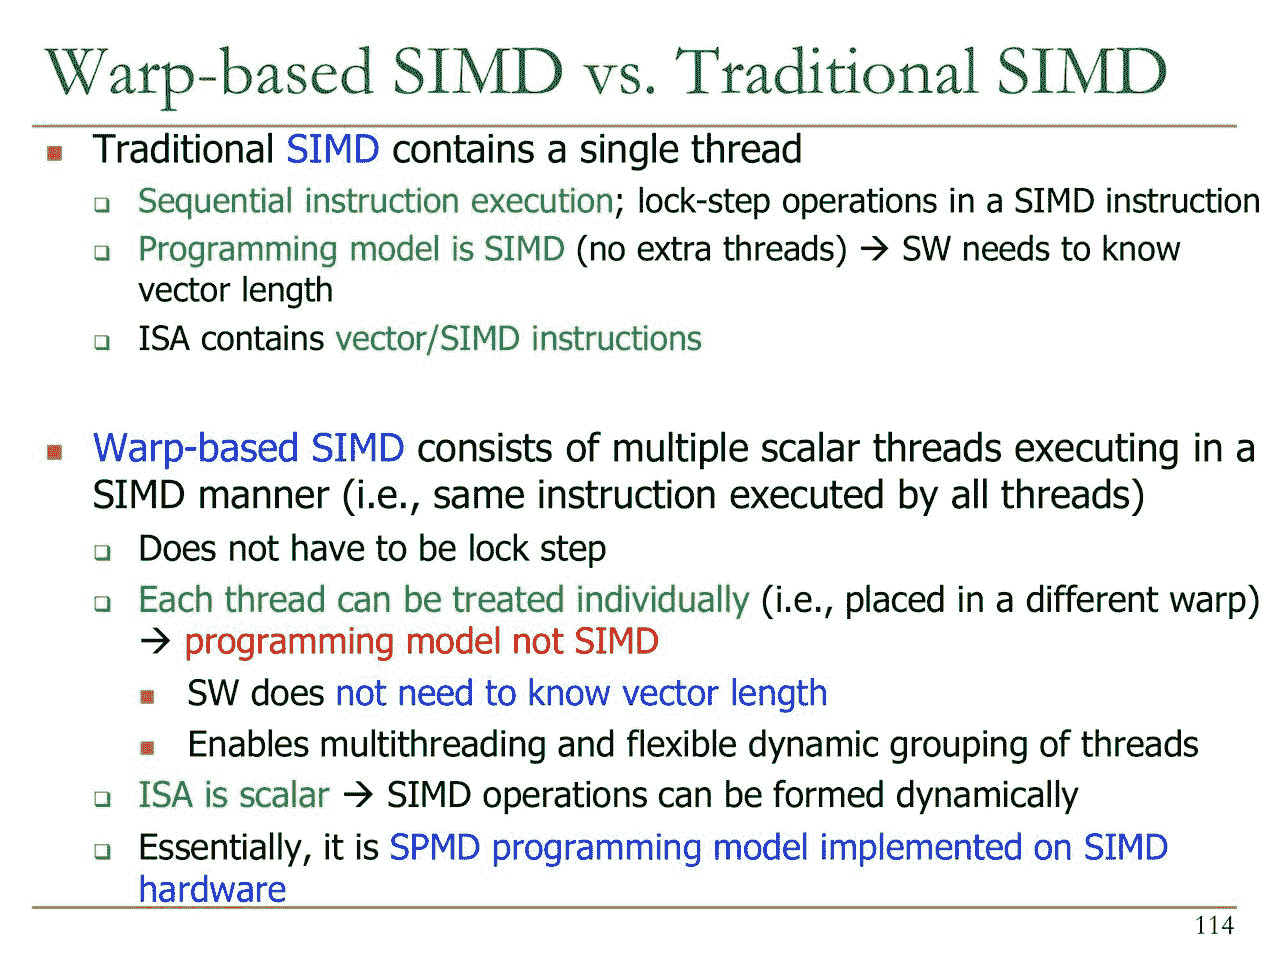 Warp-based SIMD vs. Traditional SIMD
Traditional SIMD contains a single thread
Sequential instruction execution; lock-step operations in a SIMD instruction
Programming model is SIMD (no extra threads) → SW needs to know
vector length
ISA contains vector/SIMD instructions
Warp-based SIMD consists of multiple scalar threads executing in a
SIMD manner (i.e., same instruction executed by all threads)
Does not have to be lock step
Each thread can be treated individually (i.e., placed in a different warp)
→ programming model not SIMD
SW does not need to know vector length
Enables multithreading and flexible dynamic grouping of threads
ISA is scalar → SIMD operations can be formed dynamically
Essentially, it is SPMD programming model implemented on SIMD
hardware
114